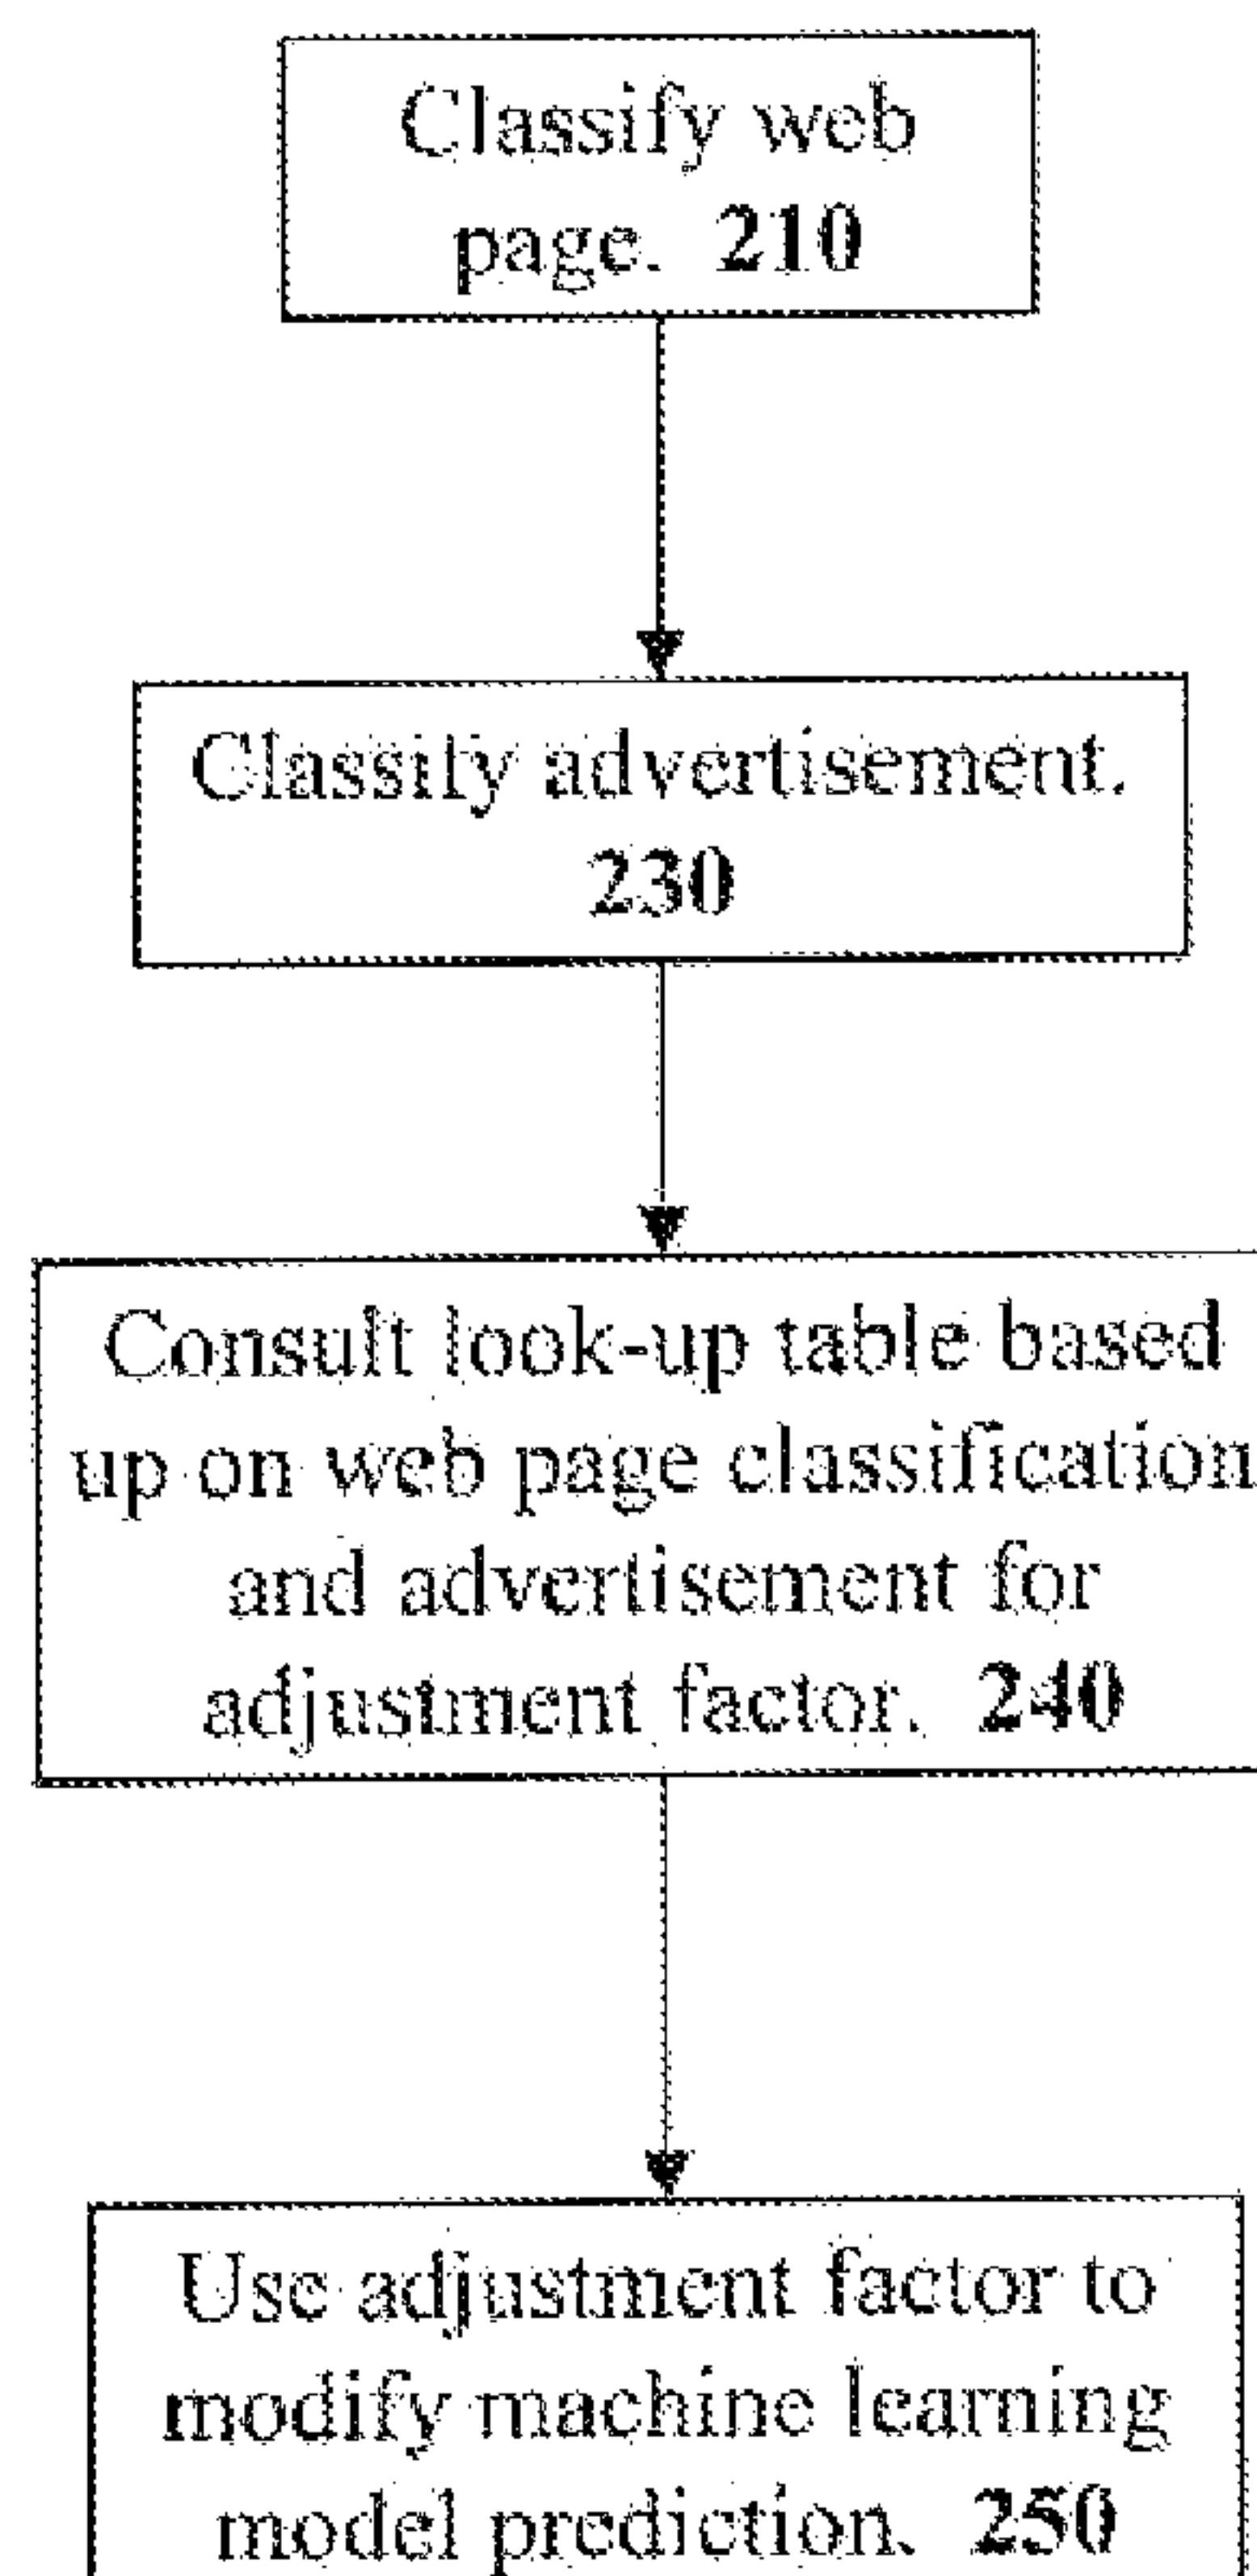 Classify web
page. 210
Classify advertisement.
230
Consult look-up table based
up on web page classification
and advertisement for
adjustment factor. 240
Use adjustment factor to
modify machine learning
model prediction. 250